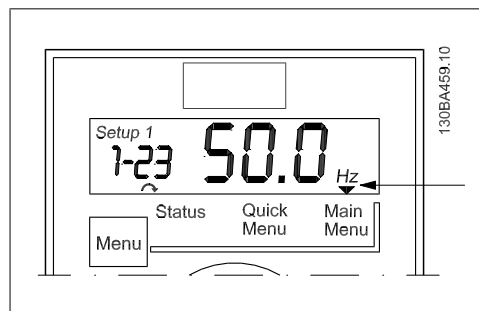 130BA459.10
Setup 1
1-23
50.0
Hz
Status
Quick
Menu
Main
Menu
Menu